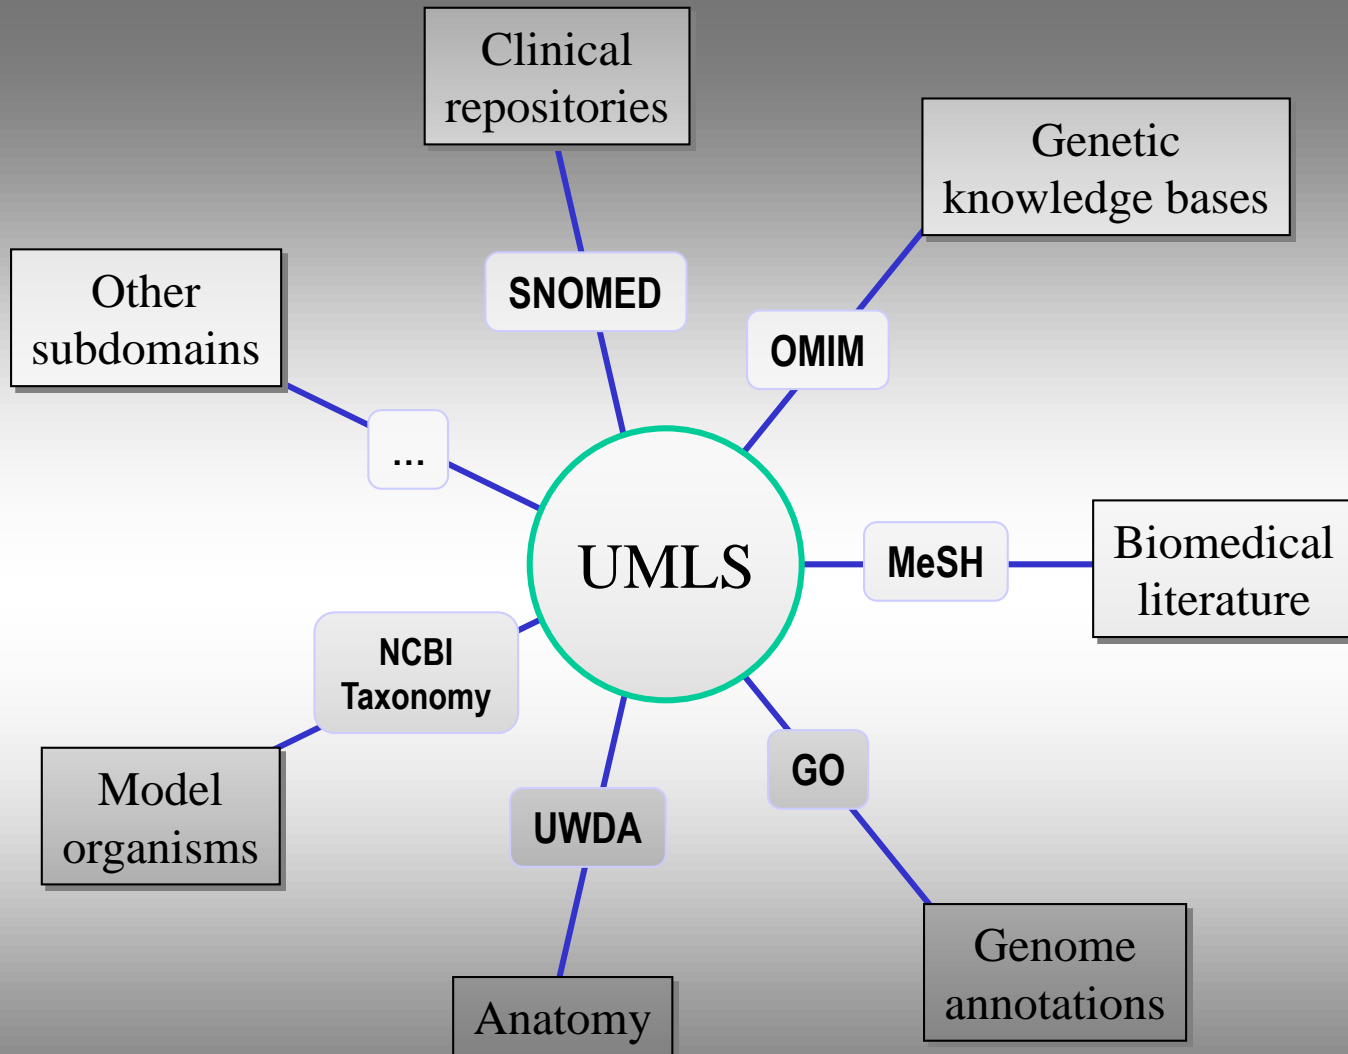 Clinical
repositories
Genetic
knowledge bases
SNOMED
Other
subdomains
OMIM
...
UMLS
MeSH
Biomedical
literature
NCBI
Taxonomy
GO
Model
organisms
UWDA
Genome
annotations
Anatomy